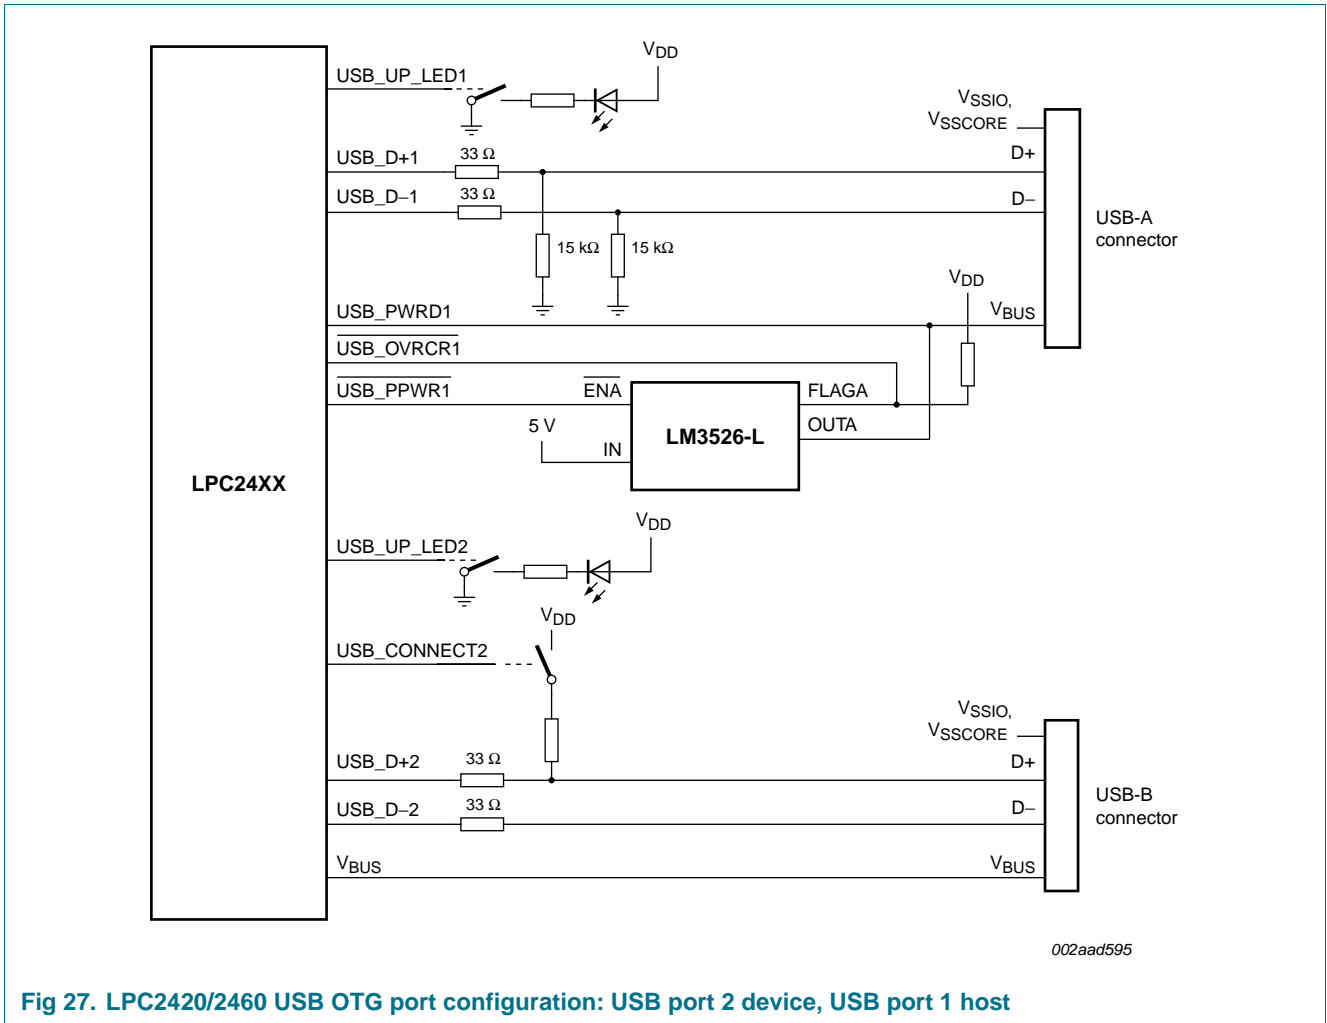 VDD
USB_UP_LED1
VSSIO,
VSSCORE
USB_D+1
33 Ω
D+
USB_D−1
33 Ω
D−
USB-A
connector
15 kΩ
15 kΩ
VDD
USB_PWRD1
VBUS
USB_OVRCR1
USB_PPWR1
ENA
FLAGA
5 V
OUTA
LM3526-L
IN
LPC24XX
VDD
USB_UP_LED2
VDD
USB_CONNECT2
VSSIO,
VSSCORE
USB_D+2
33 Ω
D+
USB_D−2
33 Ω
D−
USB-B
connector
VBUS
VBUS
002aad595
Fig 27. LPC2420/2460 USB OTG port configuration: USB port 2 device, USB port 1 host